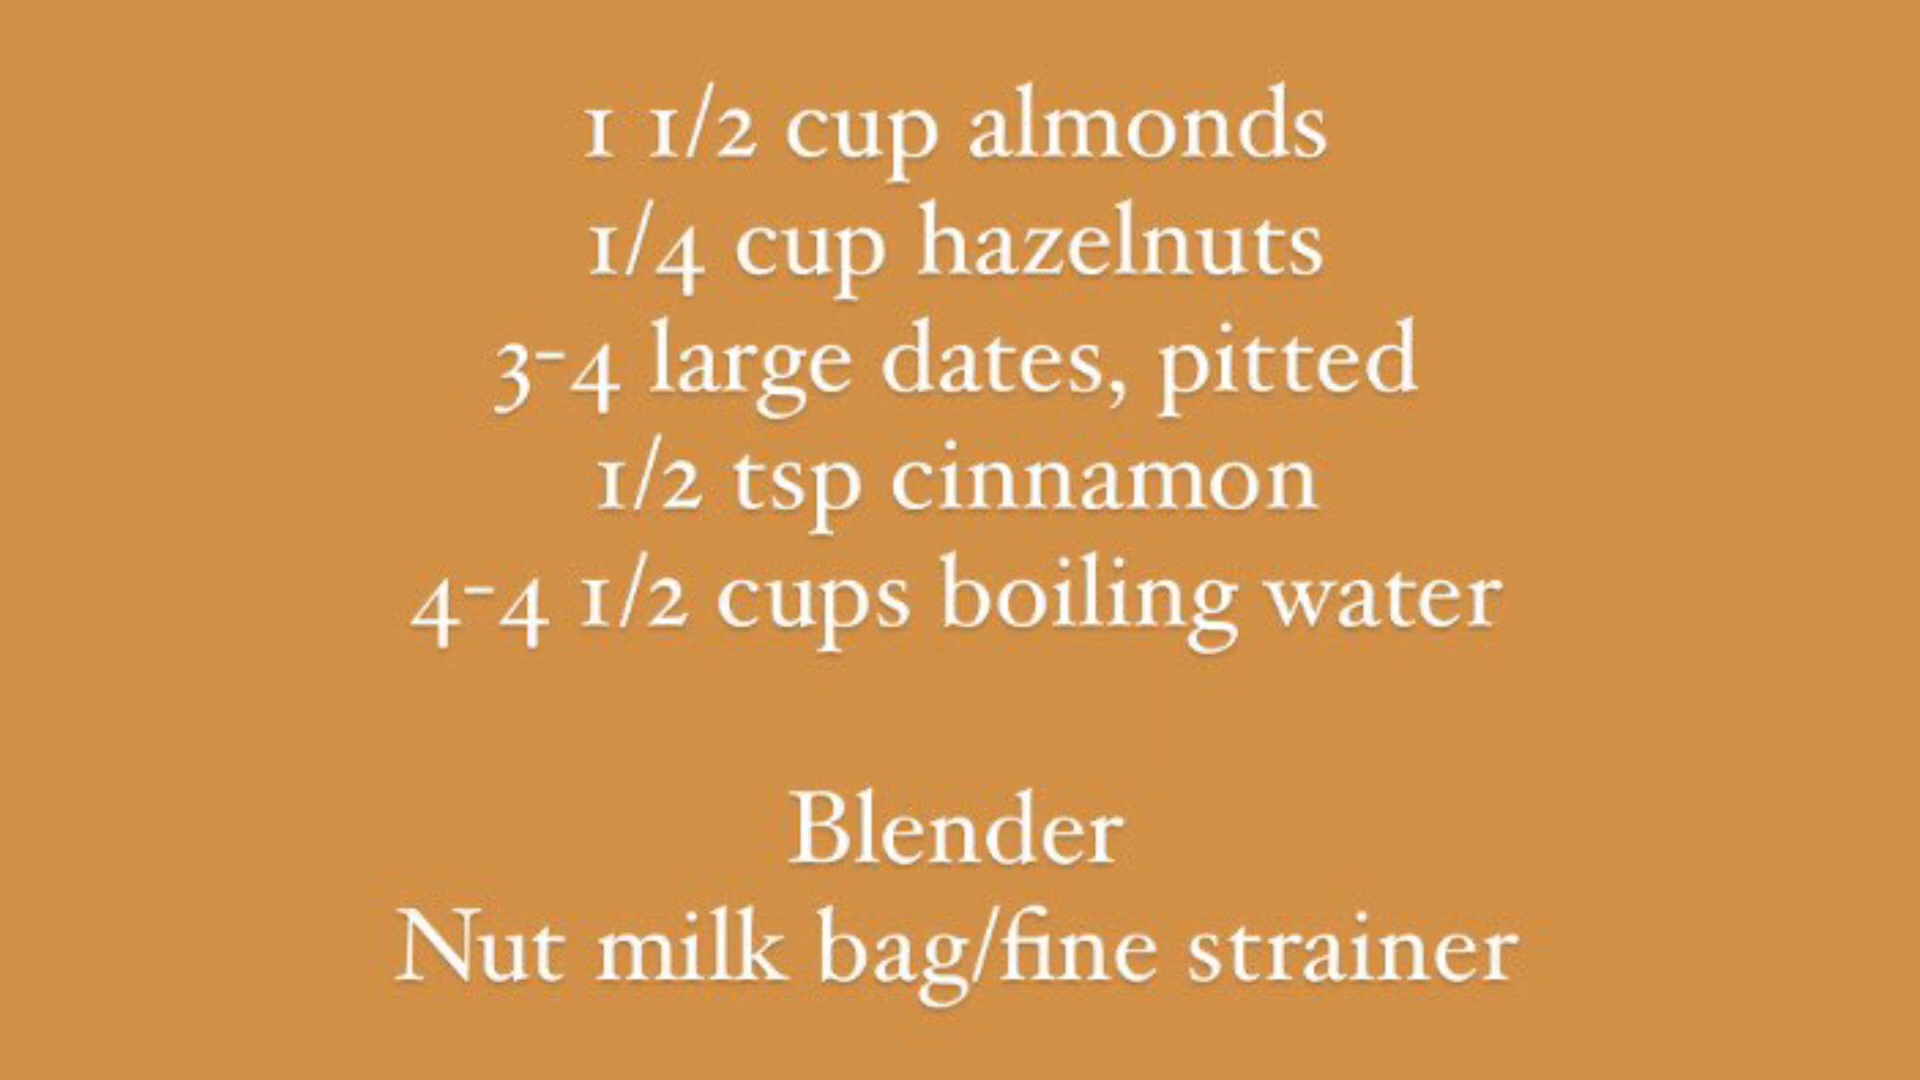 1 1/2 cup almonds
1/4 cup hazelnuts
3-4 large dates, pitted
1/2 tsp cinnamon
4-4 1/2 cups boiling water
Blender
Nut milk bag/fine strainer